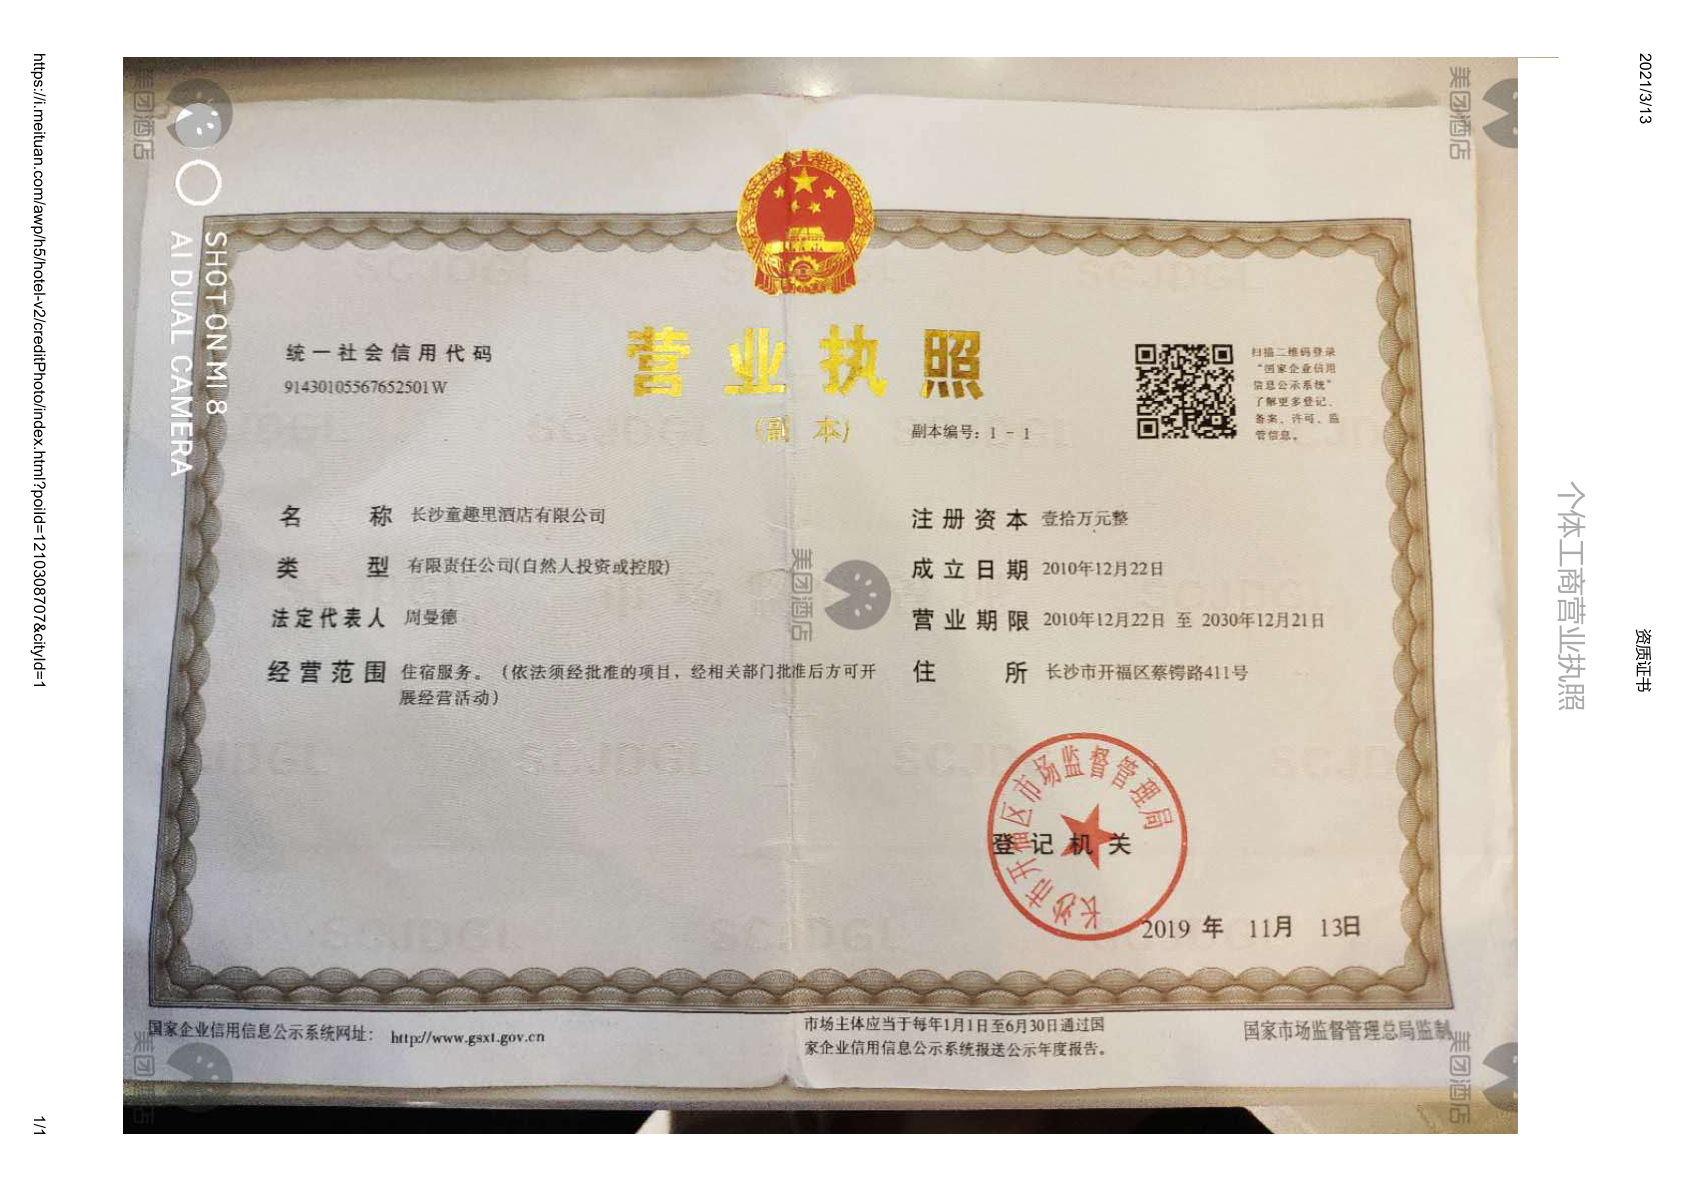 2021/3/13
资质证书
个体工商营业执照
美团酒店
美团酒店
SHOT ON MI 8
AI DUAL CAMERA
统一社会信用代码
91430105567652501W
营业执照
(副 本)
副本编号: 1 - 1
扫描二维码登录
“国家企业信用
信息公示系统”
了解更多登记、
备案、许可、监
管信息。
名 称 长沙童趣里酒店有限公司
类 型 有限责任公司(自然人投资或控股)
法定代表人 周曼德
经营范围 住宿服务。（依法须经批准的项目，经相关部门批准后方可开
展经营活动）
注册资本 壹拾万元整
成立日期 2010年12月22日
营业期限 2010年12月22日 至 2030年12月21日
住 所 长沙市开福区蔡锷路411号
美团酒店
长沙市开福区市场监督管理局
登记机关
2019 年 11月 13日
国家企业信用信息公示系统网址: http://www.gsxt.gov.cn
市场主体应当于每年1月1日至6月30日通过国
家企业信用信息公示系统报送公示年度报告。
国家市场监督管理总局监制
美团酒店
美团酒店
https://i.meituan.com/awp/h5/hotel-v2/creditPhoto/index.html?poiId=1210308707&cityId=1
1/1